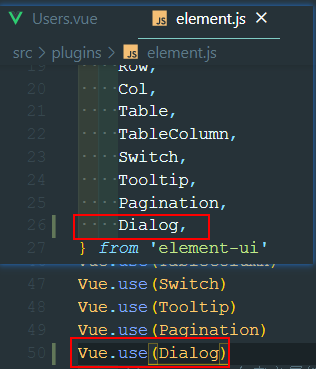 Users.vue element.js
src > plugins > JS element.js
19 Row,
20 Col,
21 Table,
22 TableColumn,
23 Switch,
24 Tooltip,
25 Pagination,
26 Dialog,
27 } from 'element-ui'
Vue.use(TableColumn)
47 Vue.use(Switch)
48 Vue.use(Tooltip)
49 Vue.use(Pagination)
50 Vue.use(Dialog)